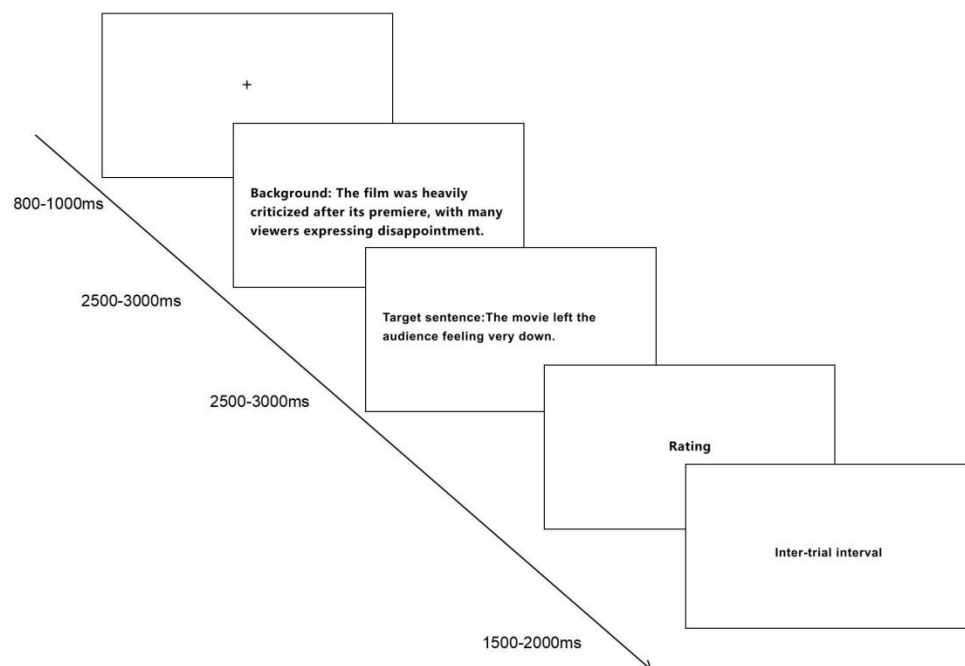 +
800-1000ms
Background: The film was heavily
criticized after its premiere, with many
viewers expressing disappointment.
2500-3000ms
Target sentence:The movie left the
audience feeling very down.
2500-3000ms
Rating
Inter-trial interval
1500-2000ms